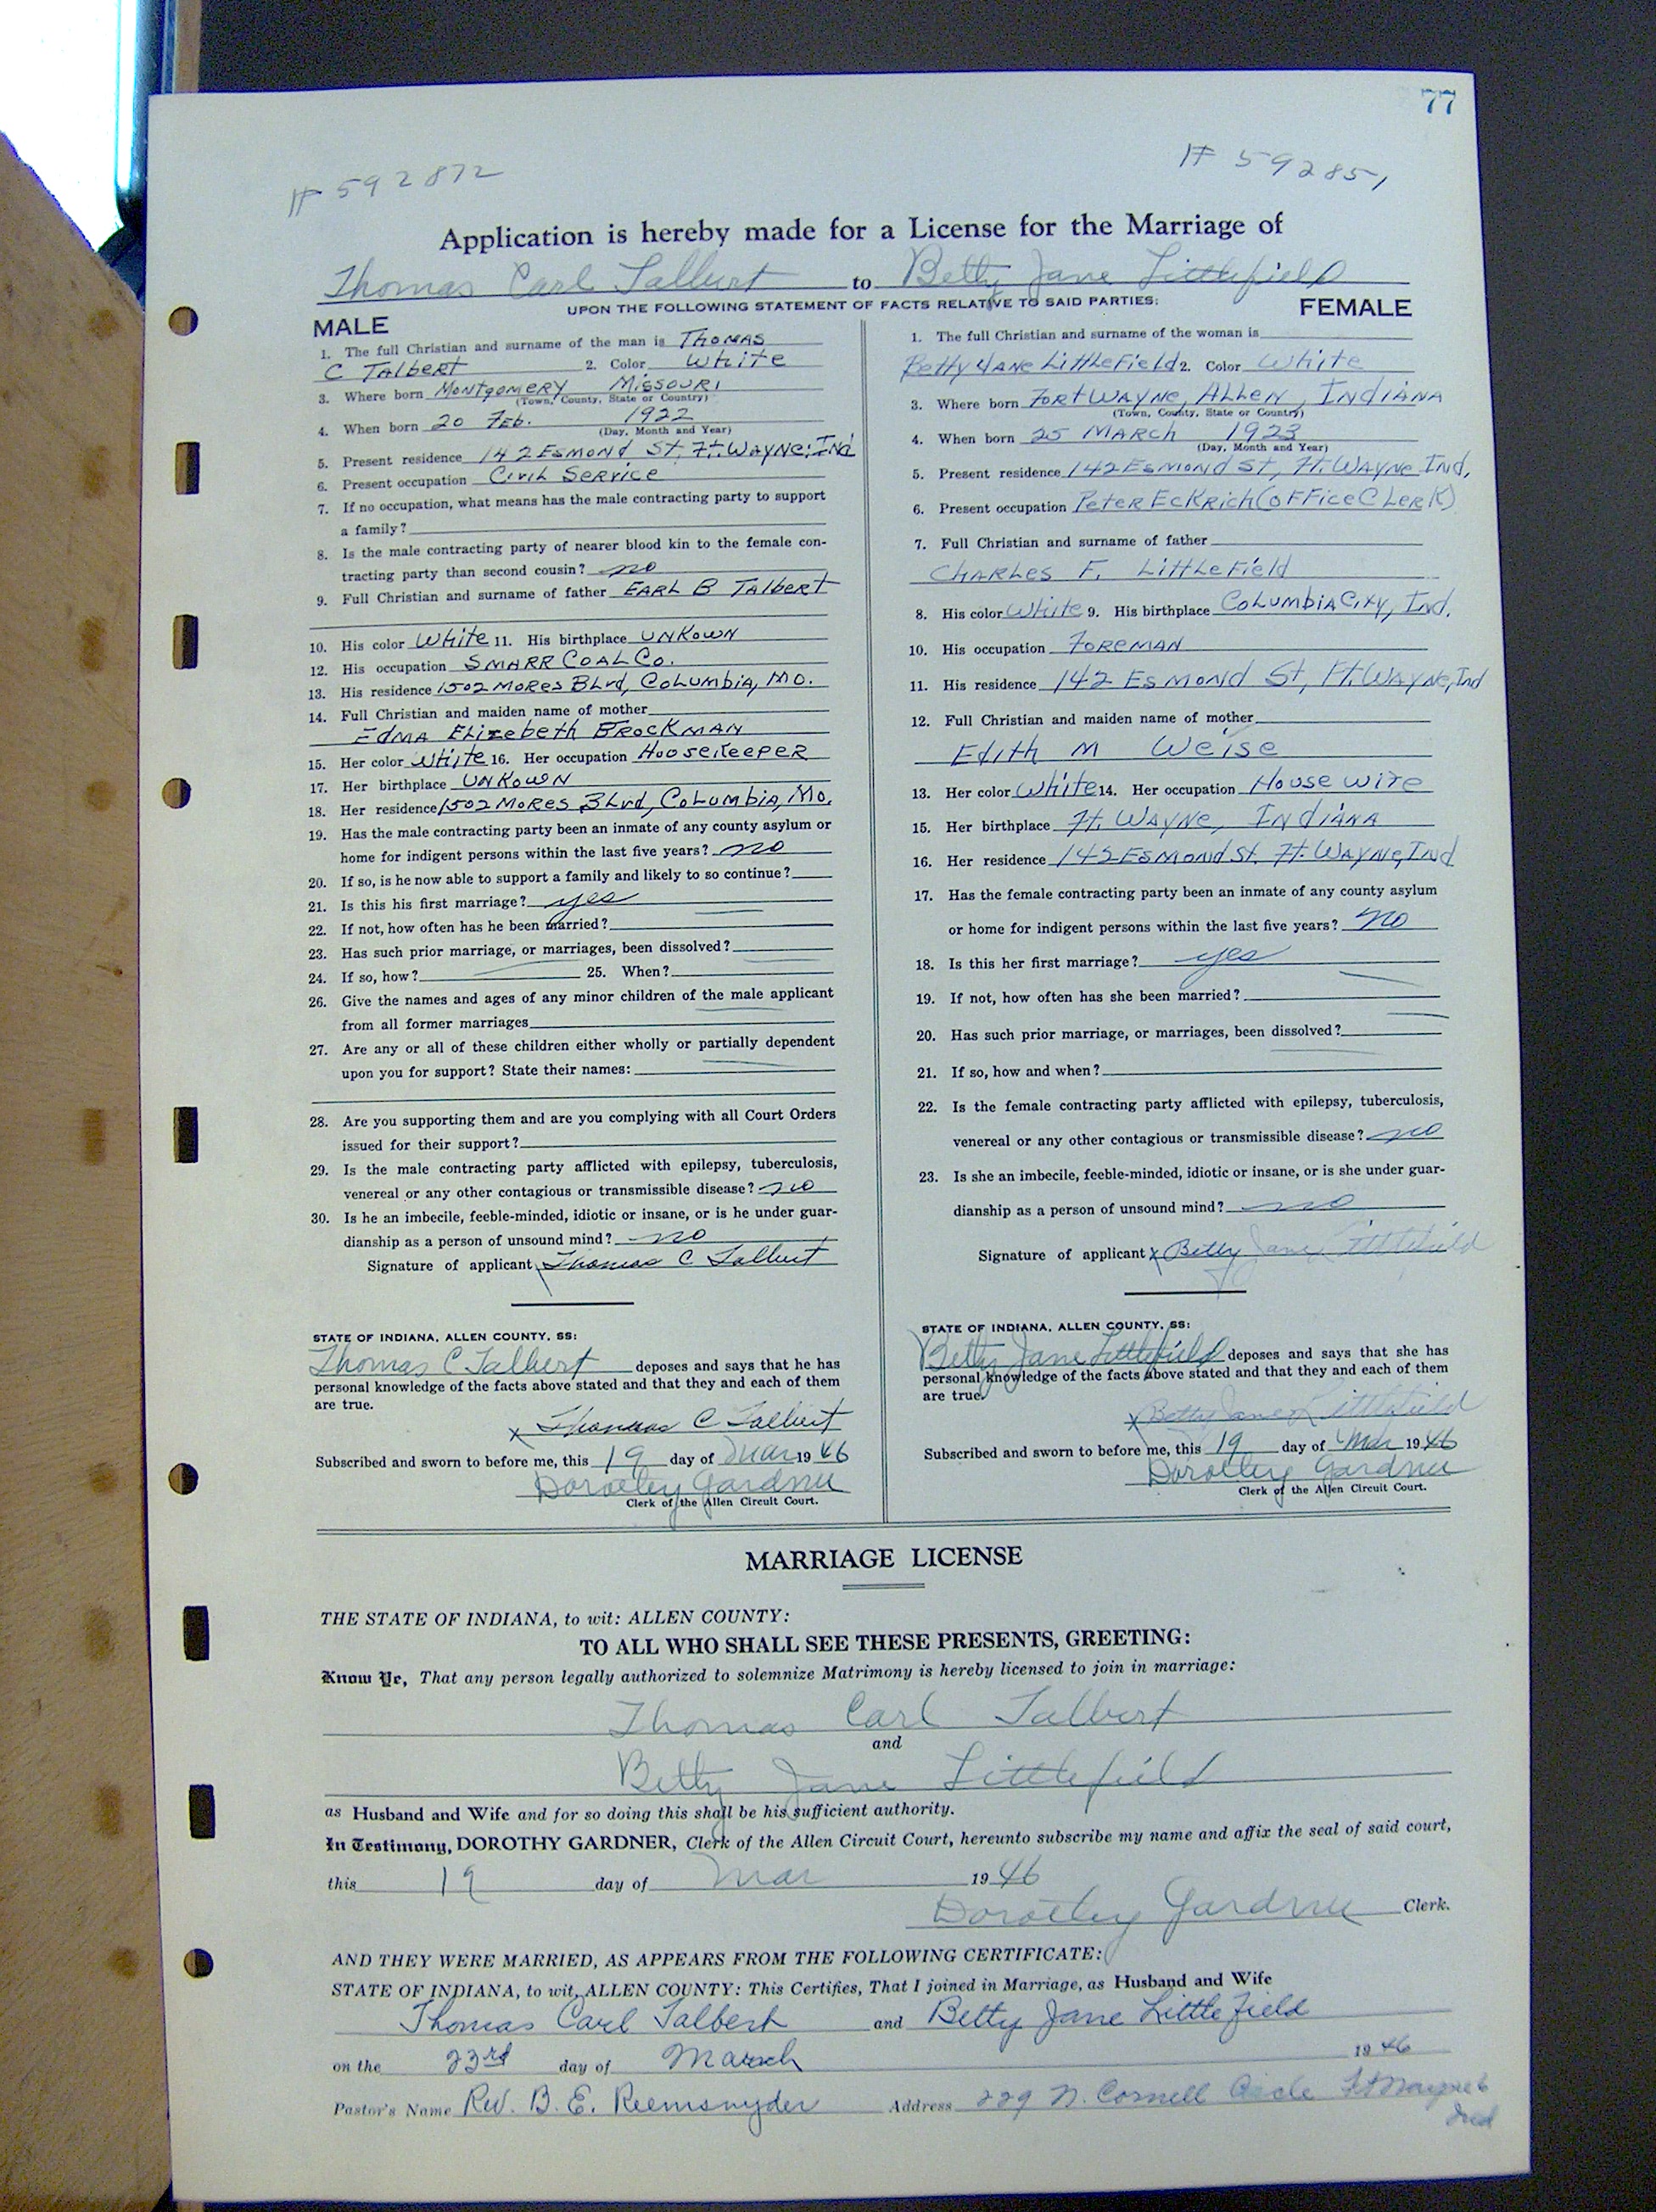 77
# 592872
# 592851
Application is hereby made for a License for the Marriage of
Thomas Carl Talbert to Betty Jane Littlefield
UPON THE FOLLOWING STATEMENT OF FACTS RELATIVE TO SAID PARTIES:
MALE
1. The full Christian and surname of the man is Thomas
C Talbert 2. Color White
3. Where born Montgomery Missouri
(Town, County, State or Country)
4. When born 20 Feb. 1922
(Day, Month and Year)
5. Present residence 142 Esmond St. Ft. Wayne, Ind
6. Present occupation Civil Service
7. If no occupation, what means has the male contracting party to support
a family?
8. Is the male contracting party of nearer blood kin to the female con-
tracting party than second cousin? no
9. Full Christian and surname of father Earl B Talbert
10. His color White 11. His birthplace UNKOWN
12. His occupation SMARR COAL CO.
13. His residence 1502 Mores Blvd, Columbia, Mo.
14. Full Christian and maiden name of mother
Edma Elizebeth Brockman
15. Her color White 16. Her occupation Hoosekeeper
17. Her birthplace UNKOWN
18. Her residence 1502 Mores Blvd, Columbia, Mo.
19. Has the male contracting party been an inmate of any county asylum or
home for indigent persons within the last five years? no
20. If so, is he now able to support a family and likely to so continue?
21. Is this his first marriage? yes
22. If not, how often has he been married?
23. Has such prior marriage, or marriages, been dissolved?
24. If so, how? 25. When?
26. Give the names and ages of any minor children of the male applicant
from all former marriages
27. Are any or all of these children either wholly or partially dependent
upon you for support? State their names:
28. Are you supporting them and are you complying with all Court Orders
issued for their support?
29. Is the male contracting party afflicted with epilepsy, tuberculosis,
venereal or any other contagious or transmissible disease? no
30. Is he an imbecile, feeble-minded, idiotic or insane, or is he under guar-
dianship as a person of unsound mind? no
Signature of applicant x Thomas C Talbert
STATE OF INDIANA, ALLEN COUNTY, SS:
Thomas C Talbert deposes and says that he has
personal knowledge of the facts above stated and that they and each of them
are true.
x Thomas C Talbert
Subscribed and sworn to before me, this 19 day of Mar 1946
Dorothy Gardner
Clerk of the Allen Circuit Court.
FEMALE
1. The full Christian and surname of the woman is
Betty Jane Littlefield 2. Color White
3. Where born Fort Wayne, Allen, Indiana
(Town, County, State or Country)
4. When born 25 March 1923
(Day, Month and Year)
5. Present residence 142 Esmond St, Ft. Wayne Ind,
6. Present occupation Peter Eckrich (Office Clerk)
7. Full Christian and surname of father
Charles F. Littlefield
8. His color White 9. His birthplace Columbia City, Ind.
10. His occupation Foreman
11. His residence 142 Esmond St, Ft. Wayne, Ind
12. Full Christian and maiden name of mother
Edith M Weise
13. Her color White 14. Her occupation House wife
15. Her birthplace Ft. Wayne, Indiana
16. Her residence 142 Esmond St. Ft. Wayne, Ind
17. Has the female contracting party been an inmate of any county asylum
or home for indigent persons within the last five years? no
18. Is this her first marriage? yes
19. If not, how often has she been married?
20. Has such prior marriage, or marriages, been dissolved?
21. If so, how and when?
22. Is the female contracting party afflicted with epilepsy, tuberculosis,
venereal or any other contagious or transmissible disease? no
23. Is she an imbecile, feeble-minded, idiotic or insane, or is she under guar-
dianship as a person of unsound mind? no
Signature of applicant x Betty Jane Littlefield
STATE OF INDIANA, ALLEN COUNTY, SS:
Betty Jane Littlefield deposes and says that she has
personal knowledge of the facts above stated and that they and each of them
are true.
x Betty Jane Littlefield
Subscribed and sworn to before me, this 19 day of Mar 1946
Dorothy Gardner
Clerk of the Allen Circuit Court.
MARRIAGE LICENSE
THE STATE OF INDIANA, to wit: ALLEN COUNTY:
TO ALL WHO SHALL SEE THESE PRESENTS, GREETING:
Know Ye, That any person legally authorized to solemnize Matrimony is hereby licensed to join in marriage:
Thomas Carl Talbert
and
Betty Jane Littlefield
as Husband and Wife and for so doing this shall be his sufficient authority.
In Testimony, DOROTHY GARDNER, Clerk of the Allen Circuit Court, hereunto subscribe my name and affix the seal of said court,
this 19 day of Mar 1946
Dorothy Gardner Clerk.
AND THEY WERE MARRIED, AS APPEARS FROM THE FOLLOWING CERTIFICATE:
STATE OF INDIANA, to wit, ALLEN COUNTY: This Certifies, That I joined in Marriage, as Husband and Wife
Thomas Carl Talbert and Betty Jane Littlefield
on the 23rd day of March 1946
Pastor's Name Rev. B. E. Reemsnyder Address 229 N. Cornell Circle Ft Wayne 6
Ind